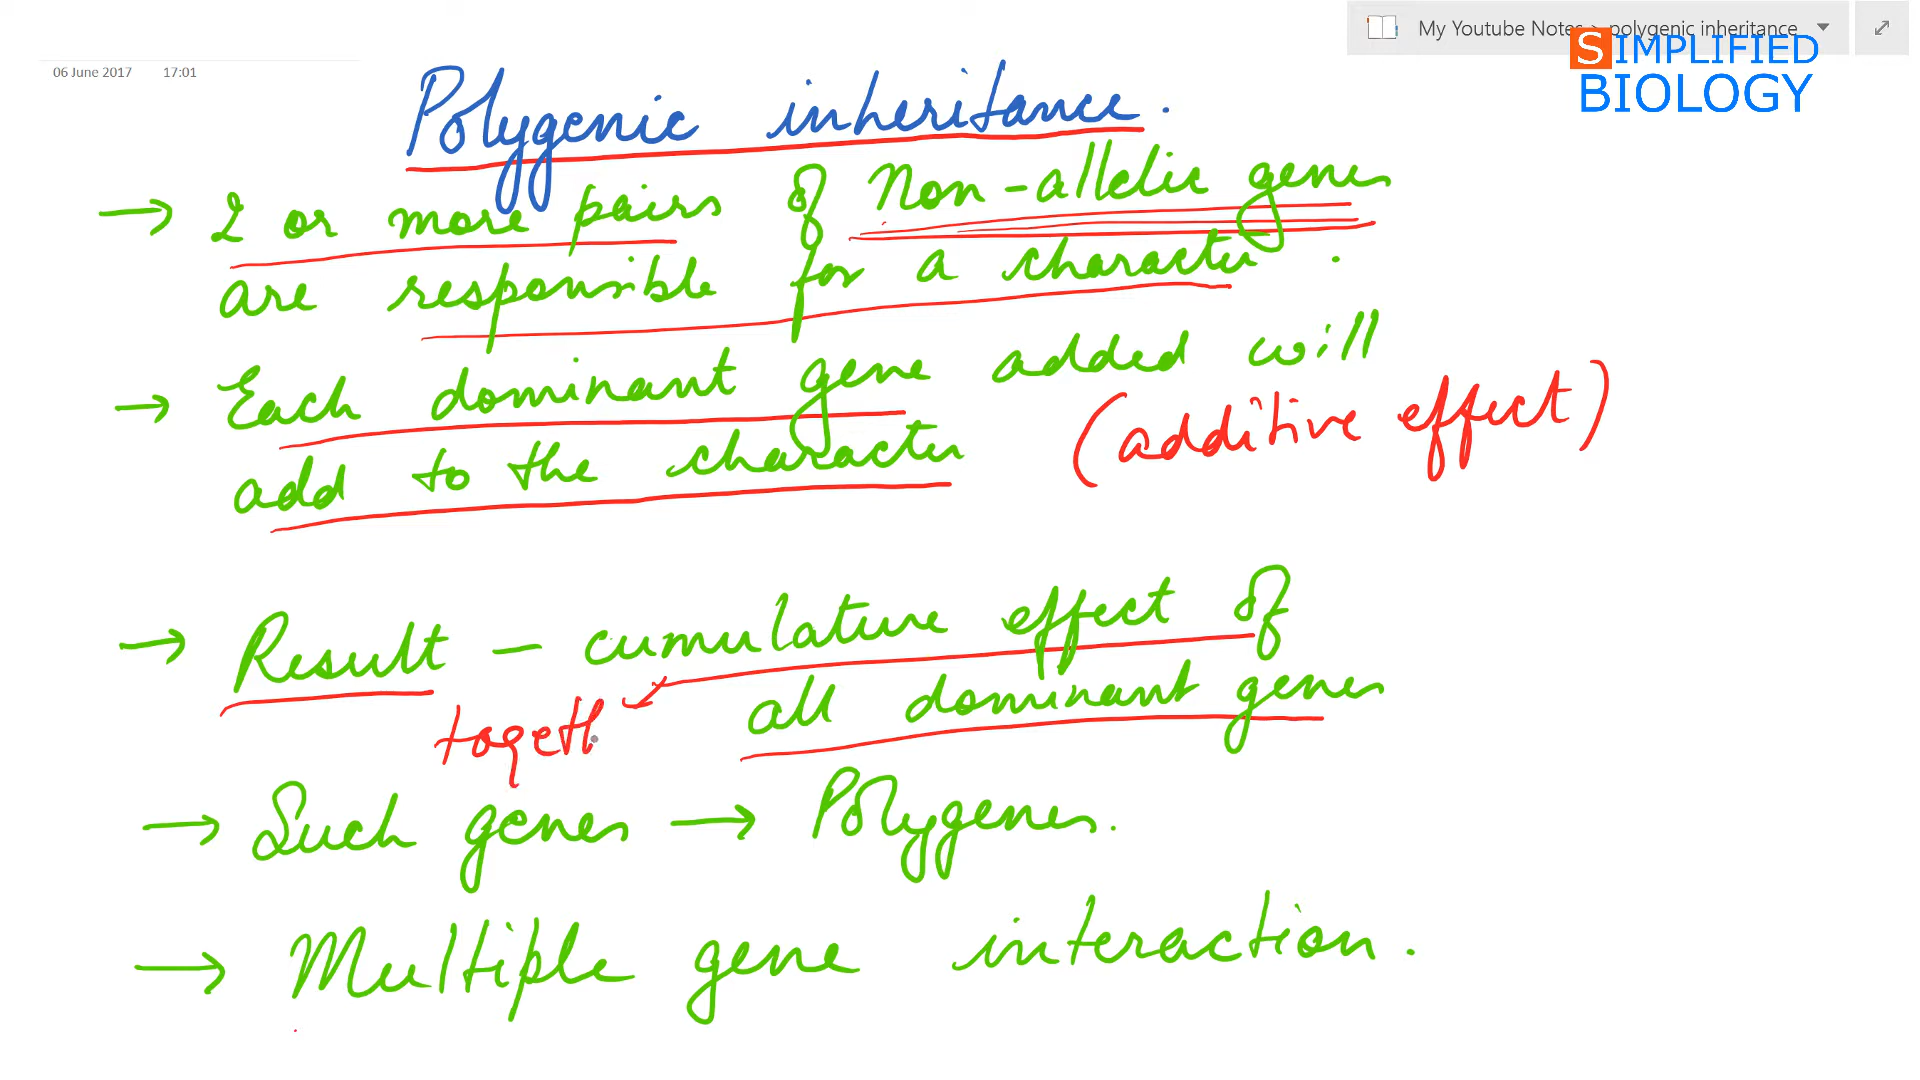 My Youtube Notes > polygenic inheritance
SIMPLIFIED
BIOLOGY
06 June 2017 17:01
Polygenic inheritance.
→ 2 or more pairs of Non-allelic genes
are responsible for a character.
→ Each dominant gene added will
add to the character (additive effect)
→ Result - cumulative effect of
all dominant genes
togeth
→ Such genes → Polygenes.
→ Multiple gene interaction.